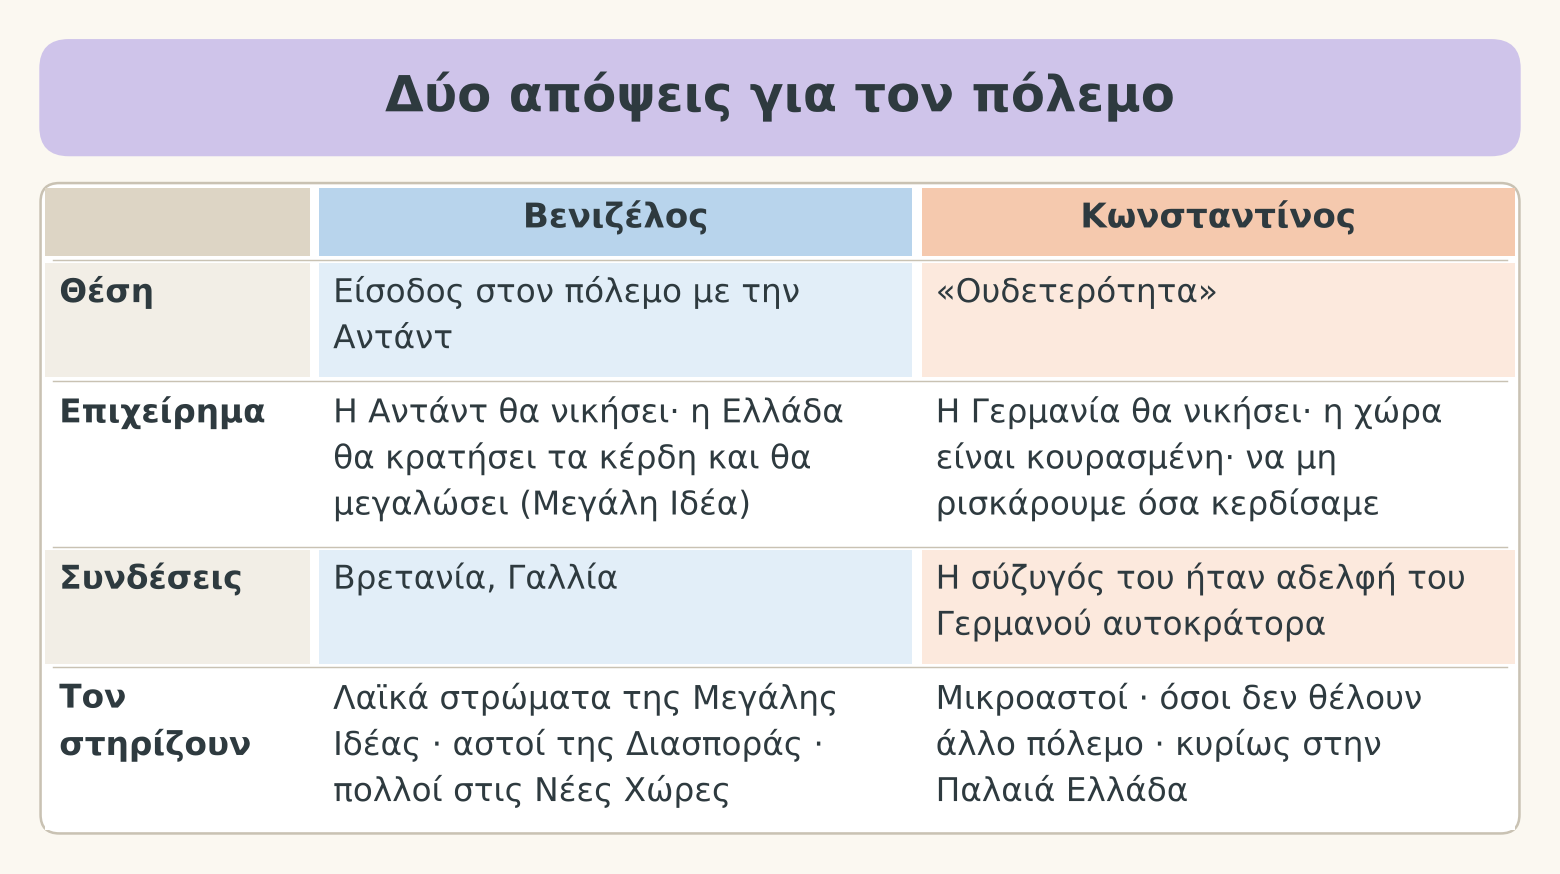 Δύο απόψεις για τον πόλεμο
Βενιζέλος
Κωνσταντίνος
Θέση
Είσοδος στον πόλεμο με την
Αντάντ
«Ουδετερότητα»
Επιχείρημα
Η Αντάντ θα νικήσει· η Ελλάδα
θα κρατήσει τα κέρδη και θα
μεγαλώσει (Μεγάλη Ιδέα)
Η Γερμανία θα νικήσει· η χώρα
είναι κουρασμένη· να μη
ρισκάρουμε όσα κερδίσαμε
Συνδέσεις
Βρετανία, Γαλλία
Η σύζυγός του ήταν αδελφή του
Γερμανού αυτοκράτορα
Τον
στηρίζουν
Λαϊκά στρώματα της Μεγάλης
Ιδέας · αστοί της Διασποράς ·
πολλοί στις Νέες Χώρες
Μικροαστοί · όσοι δεν θέλουν
άλλο πόλεμο · κυρίως στην
Παλαιά Ελλάδα